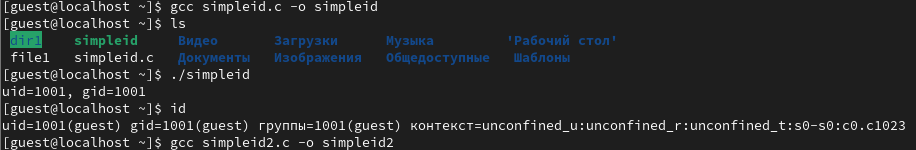 [guest@localhost ~]$ gcc simpleid.c -o simpleid
[guest@localhost ~]$ ls
dir1 simpleid Видео Загрузки Музыка 'Рабочий стол'
file1 simpleid.c Документы Изображения Общедоступные Шаблоны
[guest@localhost ~]$ ./simpleid
uid=1001, gid=1001
[guest@localhost ~]$ id
uid=1001(guest) gid=1001(guest) группы=1001(guest) контекст=unconfined_u:unconfined_r:unconfined_t:s0-s0:c0.c1023
[guest@localhost ~]$ gcc simpleid2.c -o simpleid2